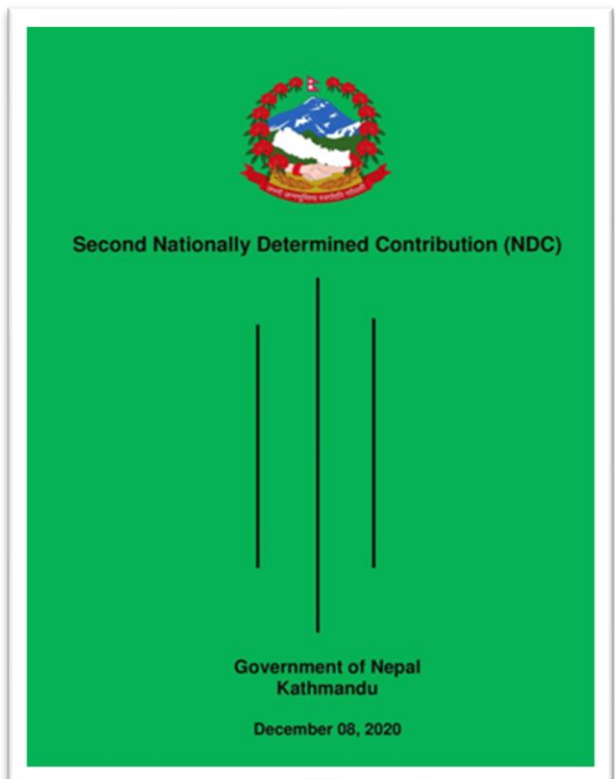 Second Nationally Determined Contribution (NDC)
Government of Nepal
Kathmandu
December 08, 2020